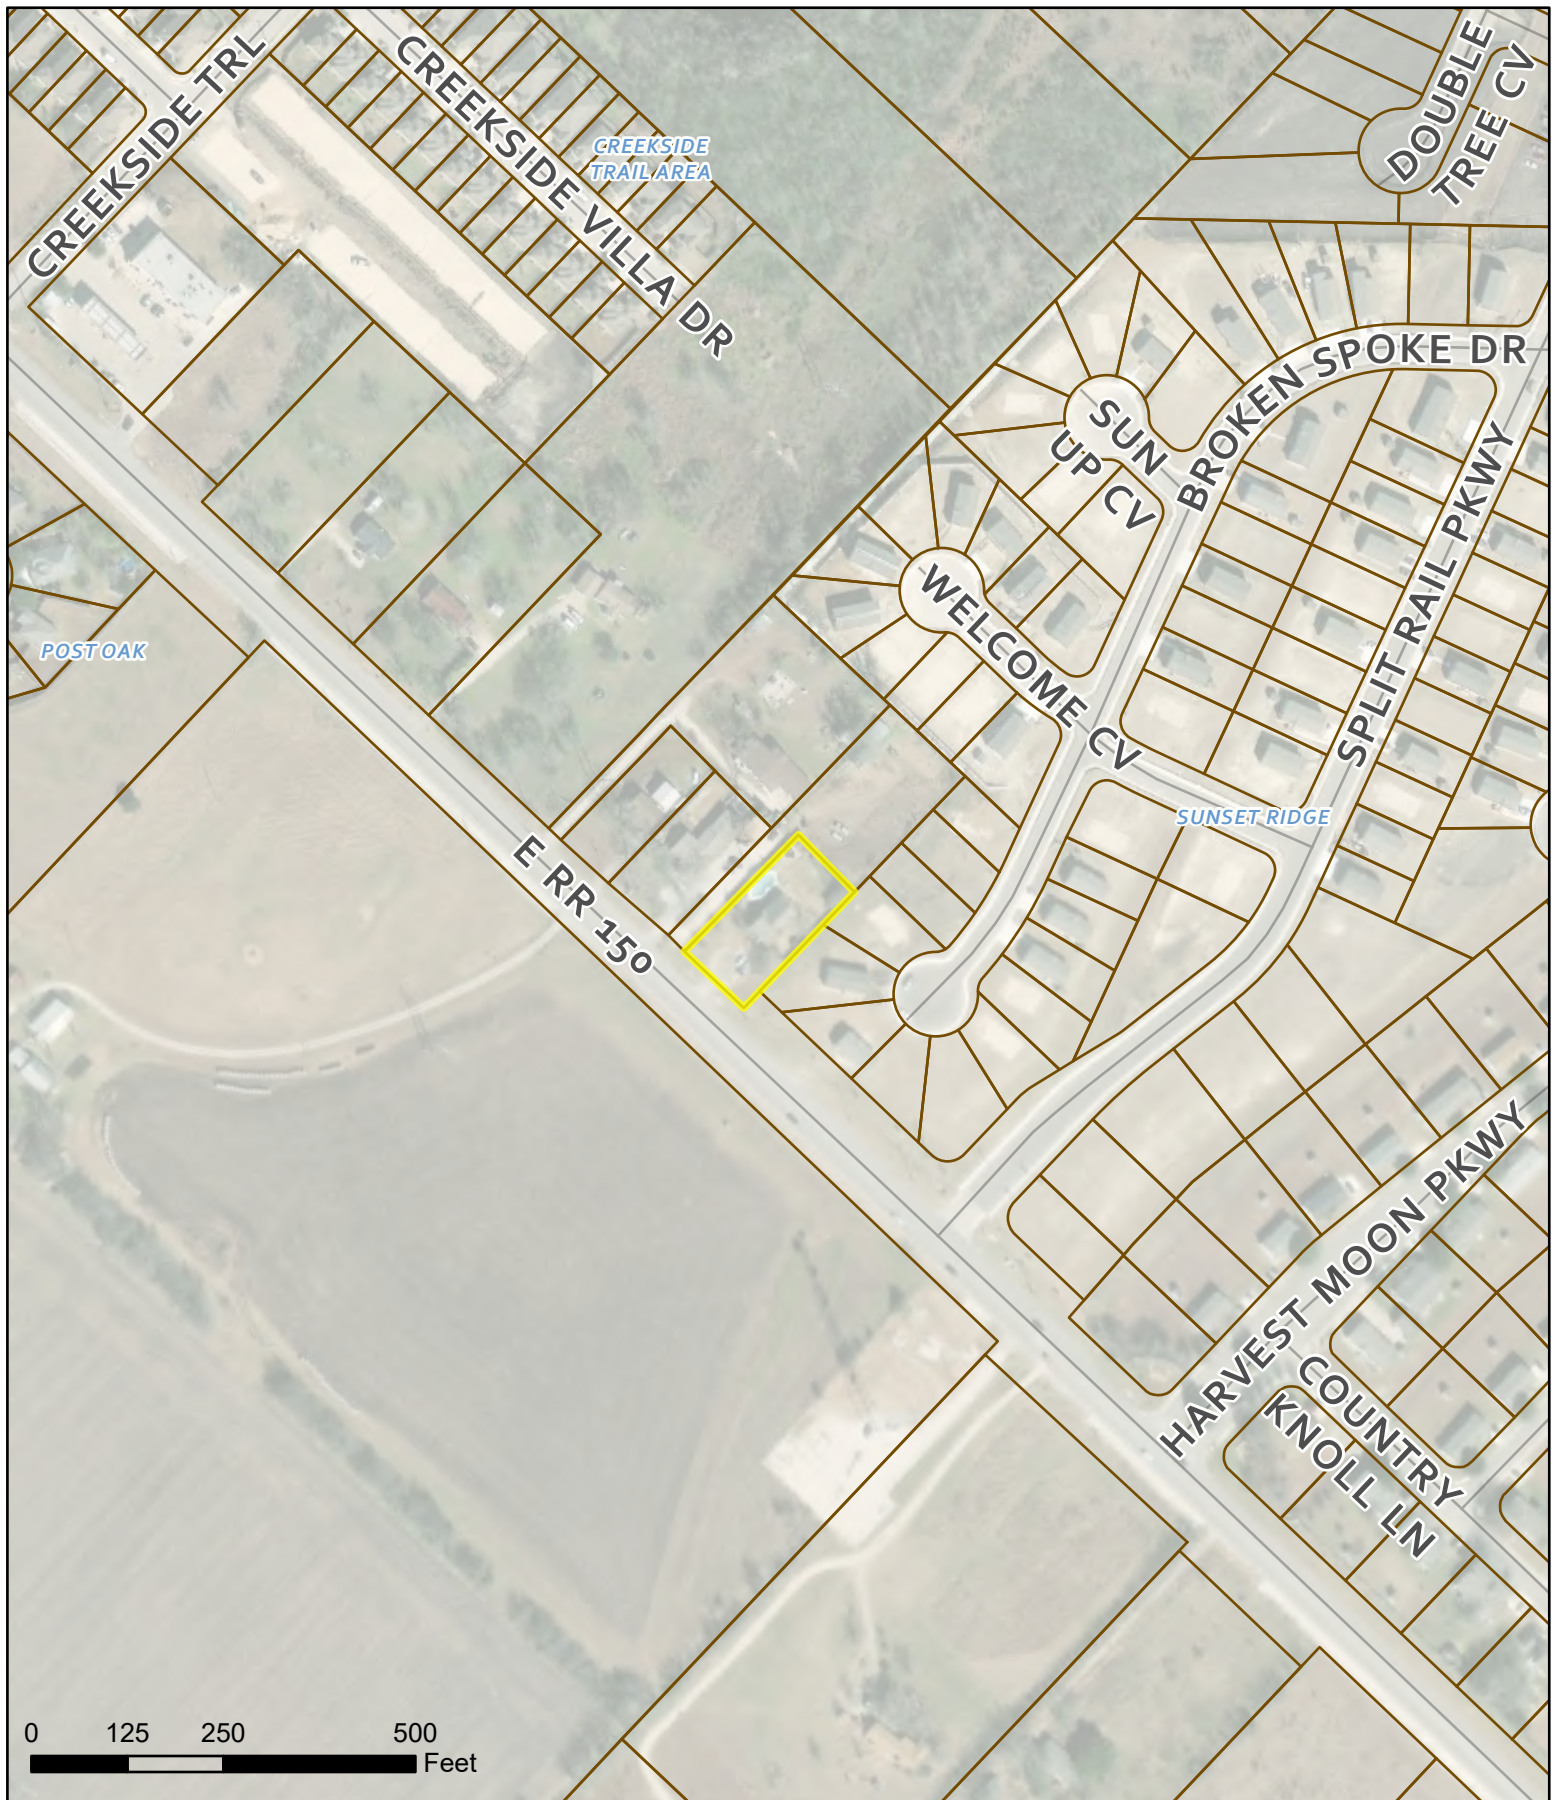 DOUBLE
TREE CV
CREEKSIDE TRL
CREEKSIDE VILLA DR
CREEKSIDE
TRAIL AREA
BROKEN SPOKE DR
SUN
UP CV
SPLIT RAIL PKWY
WELCOME CV
POST OAK
SUNSET RIDGE
E RR 150
HARVEST MOON PKWY
COUNTRY
KNOLL LN
0 125 250 500
Feet